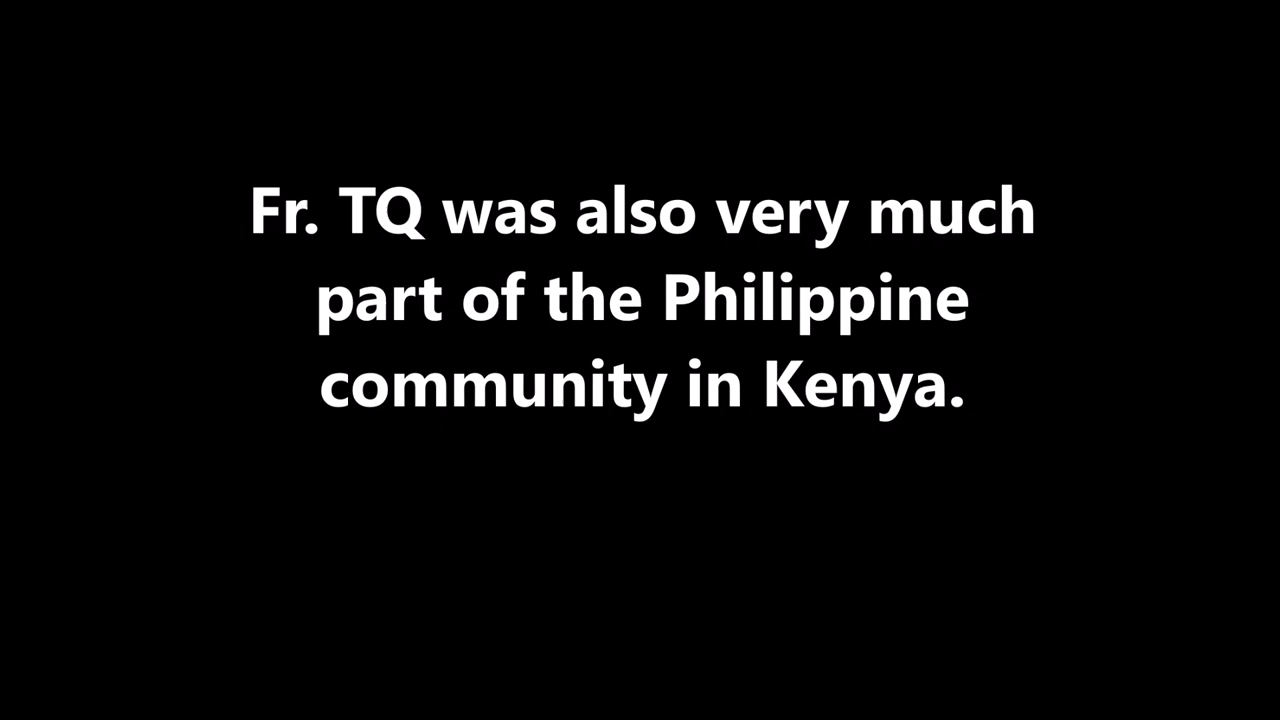 Fr. TQ was also very much
part of the Philippine
community in Kenya.